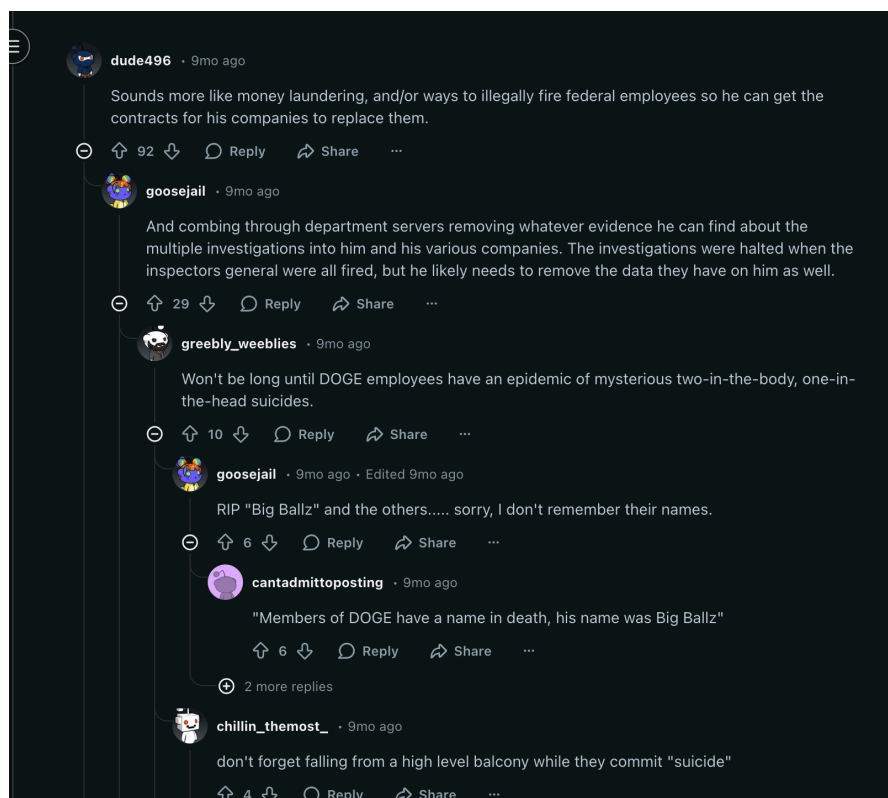 dude496 • 9mo ago
Sounds more like money laundering, and/or ways to illegally fire federal employees so he can get the
contracts for his companies to replace them.
92 Reply Share ...
goosejail • 9mo ago
And combing through department servers removing whatever evidence he can find about the
multiple investigations into him and his various companies. The investigations were halted when the
inspectors general were all fired, but he likely needs to remove the data they have on him as well.
29 Reply Share ...
greebly_weeblies • 9mo ago
Won't be long until DOGE employees have an epidemic of mysterious two-in-the-body, one-in-
the-head suicides.
10 Reply Share ...
goosejail • 9mo ago • Edited 9mo ago
RIP "Big Ballz" and the others..... sorry, I don't remember their names.
6 Reply Share ...
cantadmittoposting • 9mo ago
"Members of DOGE have a name in death, his name was Big Ballz"
6 Reply Share ...
2 more replies
chillin_themost_ • 9mo ago
don't forget falling from a high level balcony while they commit "suicide"
4 Reply Share ...